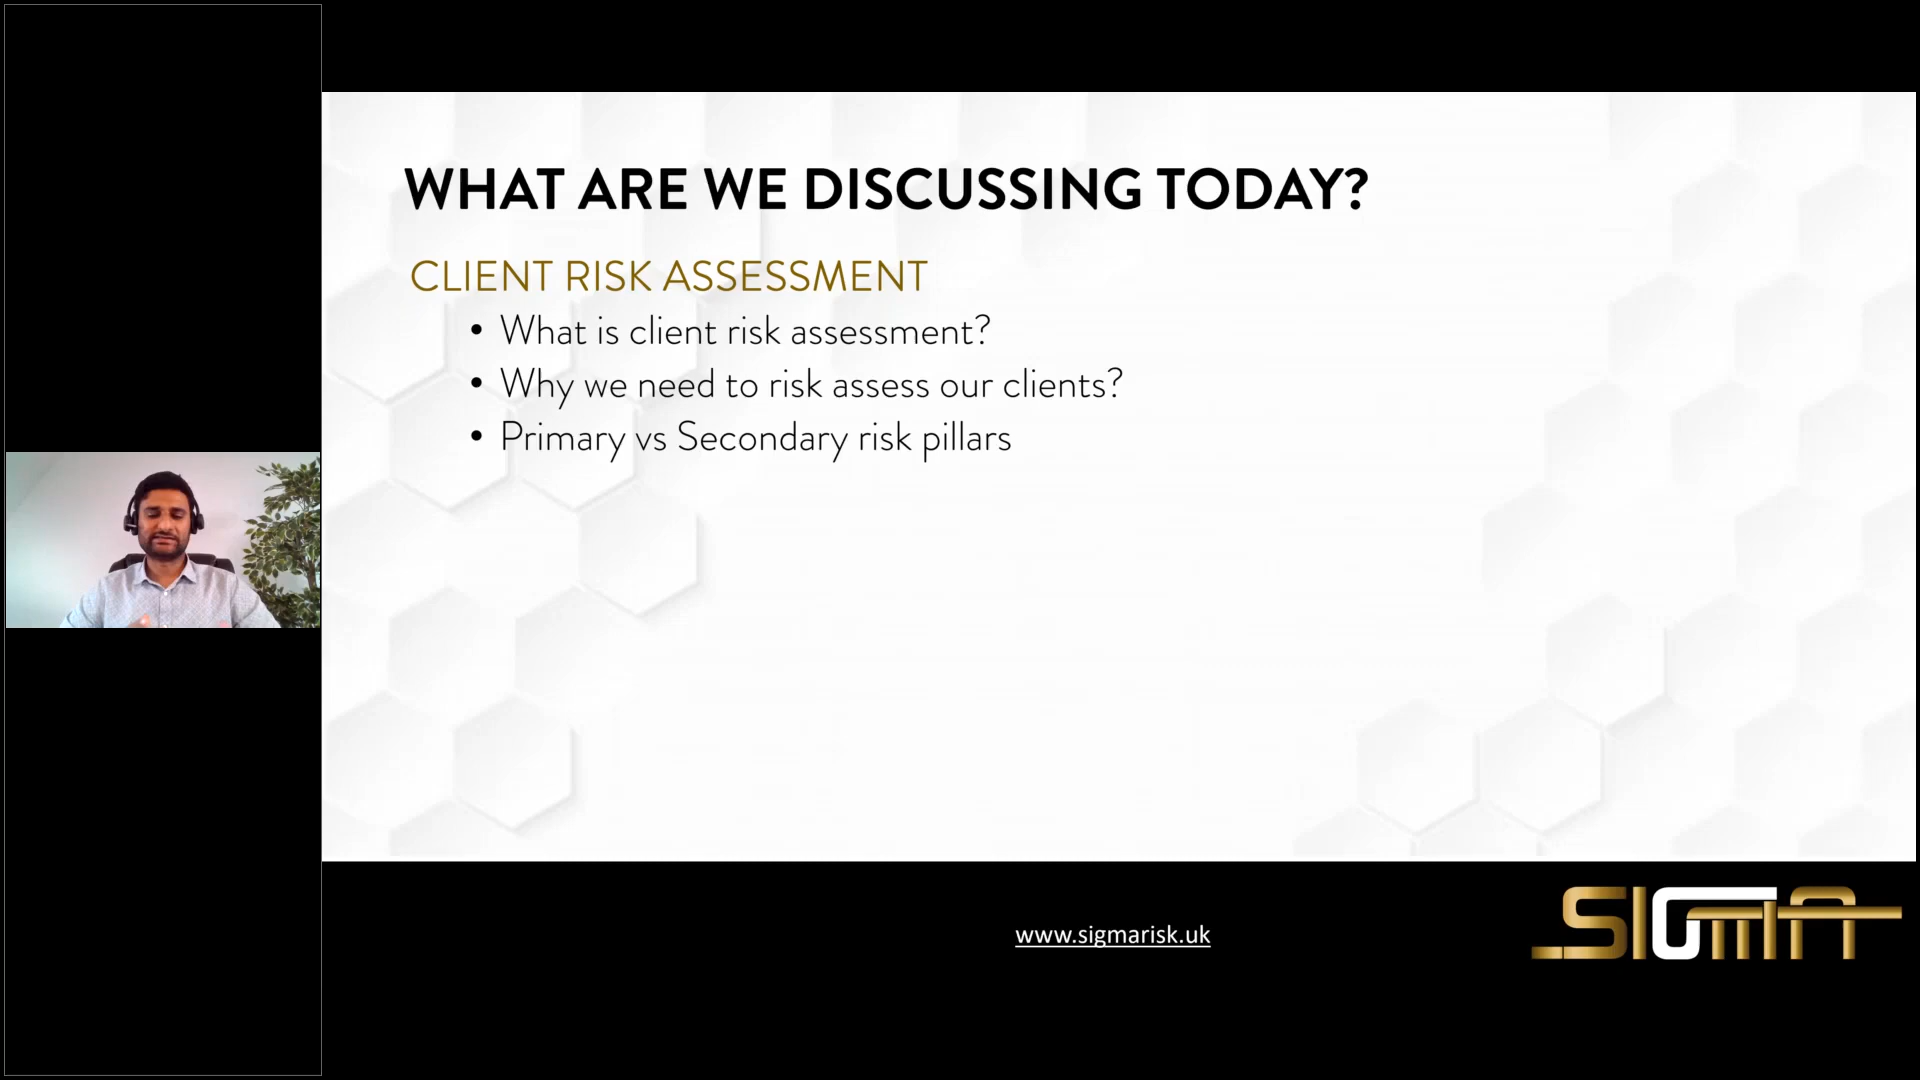 WHAT ARE WE DISCUSSING TODAY?
CLIENT RISK ASSESSMENT
• What is client risk assessment?
• Why we need to risk assess our clients?
• Primary vs Secondary risk pillars
www.sigmarisk.uk
SIGMA